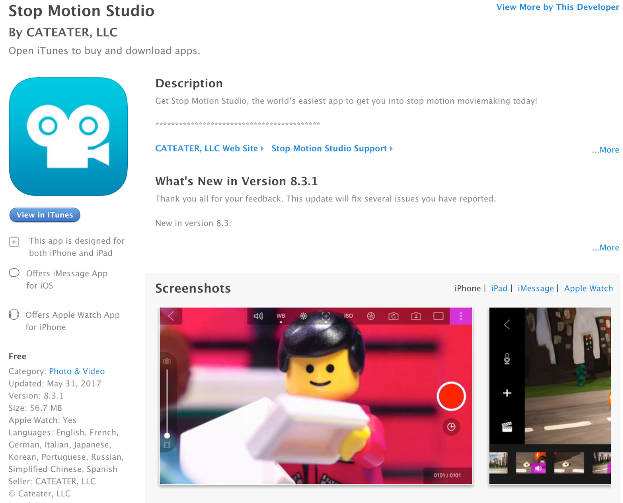 Stop Motion Studio
View More by This Developer
By CATEATER, LLC
Open iTunes to buy and download apps.
Description
Get Stop Motion Studio, the world's easiest app to get you into stop motion moviemaking today!
******************************************
CATEATER, LLC Web Site
Stop Motion Studio Support
...More
What's New in Version 8.3.1
Thank you all for your feedback. This update will fix several issues you have reported.
New in version 8.3:
...More
View in iTunes
This app is designed for
both iPhone and iPad
Offers iMessage App
for iOS
Offers Apple Watch App
for iPhone
Free
Category: Photo & Video
Updated: May 31, 2017
Version: 8.3.1
Size: 56.7 MB
Apple Watch: Yes
Languages: English, French,
German, Italian, Japanese,
Korean, Portuguese, Russian,
Simplified Chinese, Spanish
Seller: CATEATER, LLC
© Cateater, LLC
Screenshots
iPhone | iPad | iMessage | Apple Watch
WB
ISO
0101 / 0101